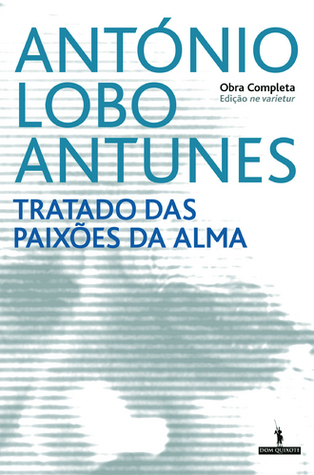 ANTÓNIO
LOBO
ANTUNES
Obra Completa
Edição ne varietur
TRATADO DAS
PAIXÕES DA ALMA
DOM QUIXOTE